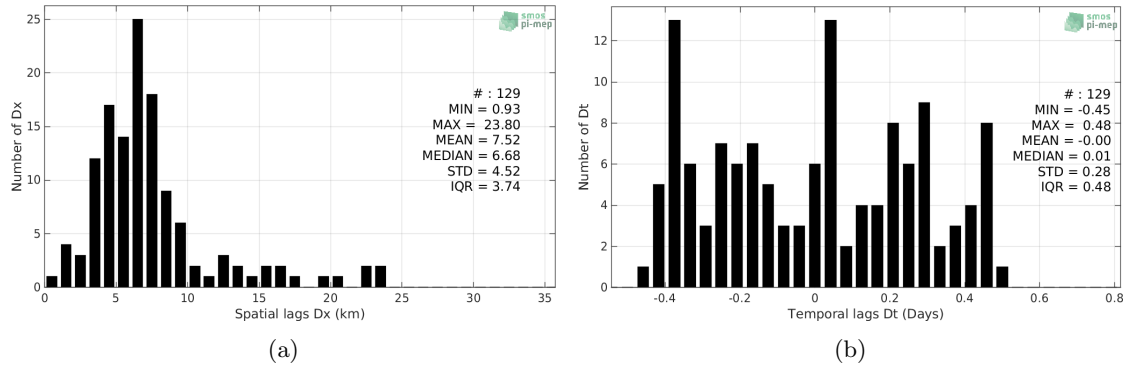 25
20
15
10
5
0
Number of Dx
0 5 10 15 20 25 30 35
Spatial lags Dx (km)
smos
pi-mep
# : 129
MIN = 0.93
MAX = 23.80
MEAN = 7.52
MEDIAN = 6.68
STD = 4.52
IQR = 3.74
(a)
12
10
8
6
4
2
0
Number of Dt
-0.4 -0.2 0 0.2 0.4 0.6 0.8
Temporal lags Dt (Days)
smos
pi-mep
# : 129
MIN = -0.45
MAX = 0.48
MEAN = -0.00
MEDIAN = 0.01
STD = 0.28
IQR = 0.48
(b)